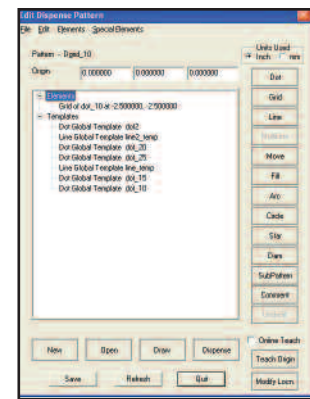 Edit Dispense Pattern
File Edit Elements Special Elements
Pattern - Dgrid_10
Units Used
Inch mm
Origin 0.000000 0.000000 0.000000
Elements
Grid of dot_10 at -2.500000, -2.500000
Templates
Dot Global Template dot2
Line Global Template line2_temp
Dot Global Template dot_20
Dot Global Template dot_25
Line Global Template line_temp
Dot Global Template dot_15
Dot Global Template dot_10
Dot
Grid
Line
Move
Fill
Arc
Circle
Star
Dam
SubPattern
Comment
Online Teach
New Open Draw Dispense
Teach Origin
Save Refresh Quit
Modify Locn.